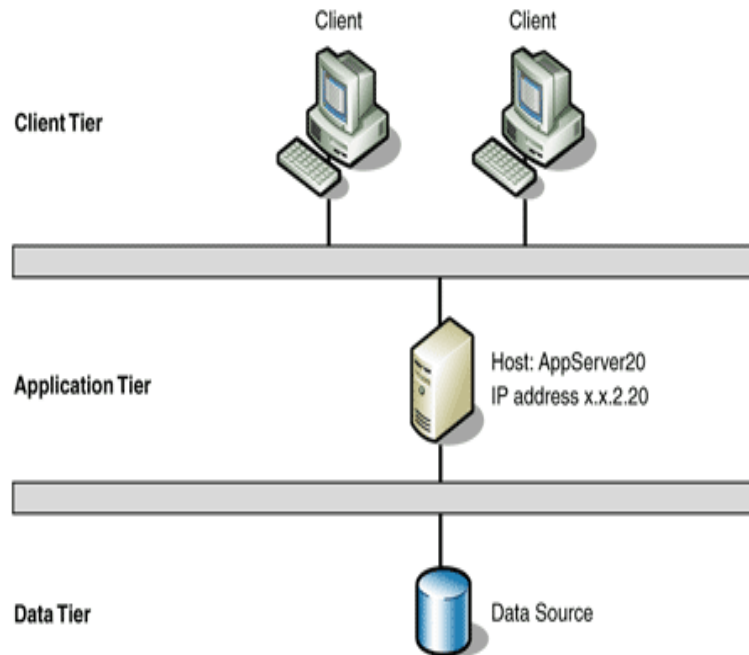 Client
Client
Client Tier
Host: AppServer20
IP address x.x.2.20
Application Tier
Data Tier
Data Source